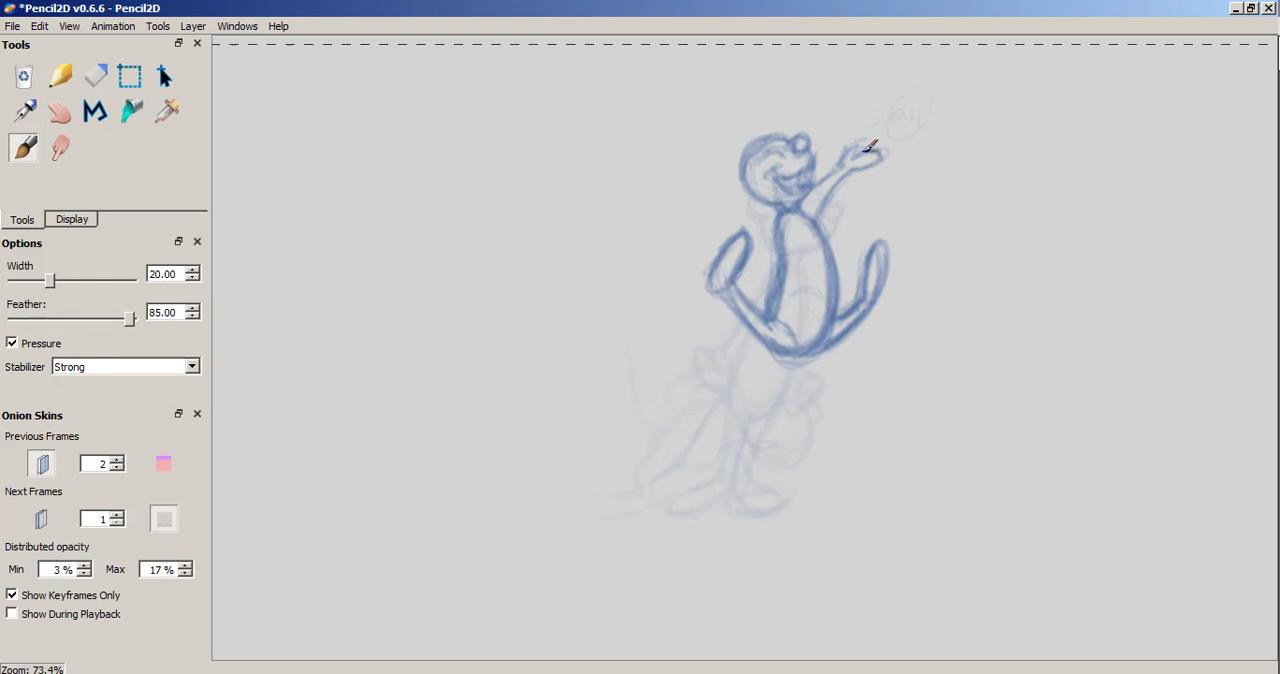 *Pencil2D v0.6.6 - Pencil2D
File Edit View Animation Tools Layer Windows Help
Tools
Tools Display
Options
Width
20.00
Feather:
85.00
Pressure
Stabilizer Strong
Onion Skins
Previous Frames
2
Next Frames
1
Distributed opacity
Min 3 % Max 17 %
Show Keyframes Only
Show During Playback
Zoom: 73.4%